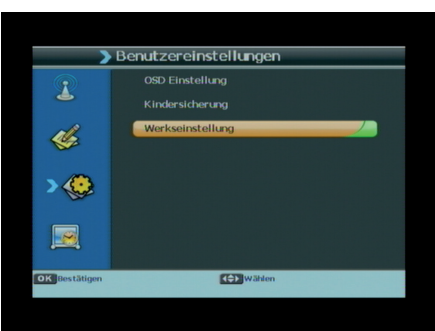 Benutzereinstellungen
OSD Einstellung
Kindersicherung
Werkseinstellung
OK Bestätigen Wählen